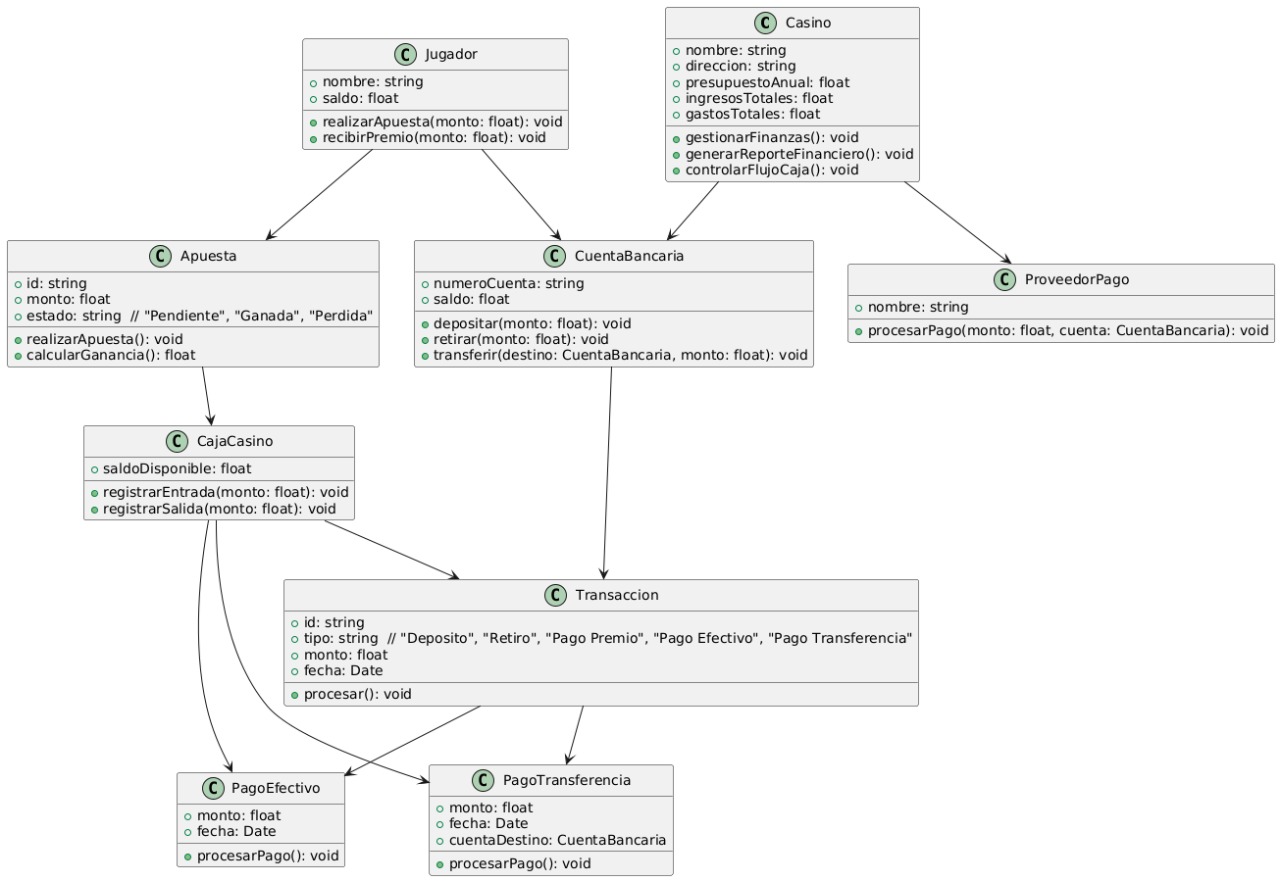 C Jugador
+ nombre: string
+ saldo: float
+ realizarApuesta(monto: float): void
+ recibirPremio(monto: float): void
C Casino
nombre: string
direccion: string
presupuestoAnual: float
ingresosTotales: float
gastosTotales: float
gestionarFinanzas(): void
generarReporteFinanciero(): void
controlarFlujoCaja(): void
C Apuesta
id: string
monto: float
estado: string // "Pendiente", "Ganada", "Perdida"
realizarApuesta(): void
calcularGanancia(): float
C CuentaBancaria
numeroCuenta: string
saldo: float
depositar(monto: float): void
retirar(monto: float): void
transferir(destino: CuentaBancaria, monto: float): void
C ProveedorPago
nombre: string
procesarPago(monto: float, cuenta: CuentaBancaria): void
C CajaCasino
saldoDisponible: float
registrarEntrada(monto: float): void
registrarSalida(monto: float): void
C Transaccion
id: string
tipo: string // "Deposito", "Retiro", "Pago Premio", "Pago Efectivo", "Pago Transferencia"
monto: float
fecha: Date
procesar(): void
C PagoEfectivo
monto: float
fecha: Date
procesarPago(): void
C PagoTransferencia
monto: float
fecha: Date
cuentaDestino: CuentaBancaria
procesarPago(): void